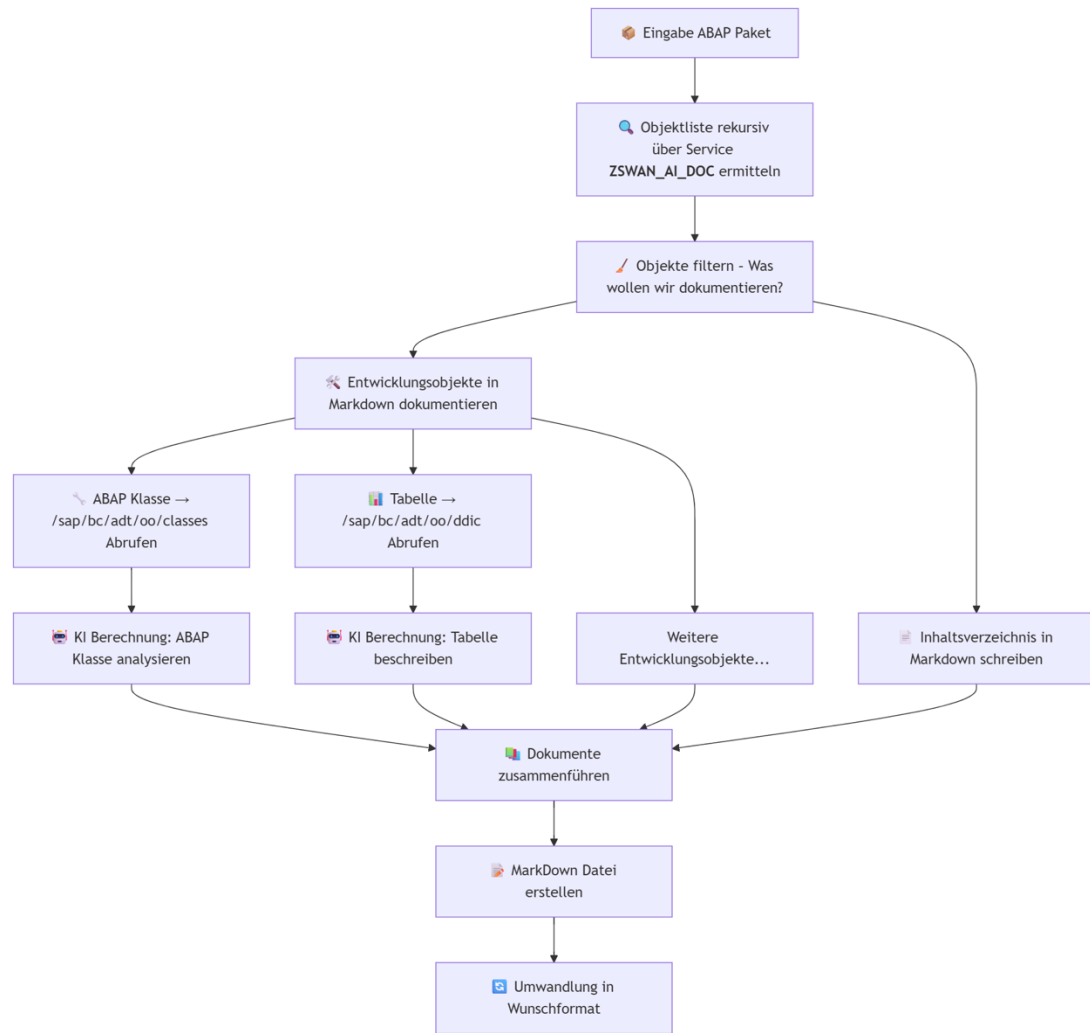 📦 Eingabe ABAP Paket
🔍 Objektliste rekursiv
über Service
ZSWAN_AI_DOC ermitteln
🧹 Objekte filtern - Was
wollen wir dokumentieren?
🛠️ Entwicklungsobjekte in
Markdown dokumentieren
🔧 ABAP Klasse →
/sap/bc/adt/oo/classes
Abrufen
📊 Tabelle →
/sap/bc/adt/oo/ddic
Abrufen
🤖 KI Berechnung: ABAP
Klasse analysieren
🤖 KI Berechnung: Tabelle
beschreiben
Weitere
Entwicklungsobjekte...
📄 Inhaltsverzeichnis in
Markdown schreiben
📚 Dokumente
zusammenführen
📝 MarkDown Datei
erstellen
🔄 Umwandlung in
Wunschformat